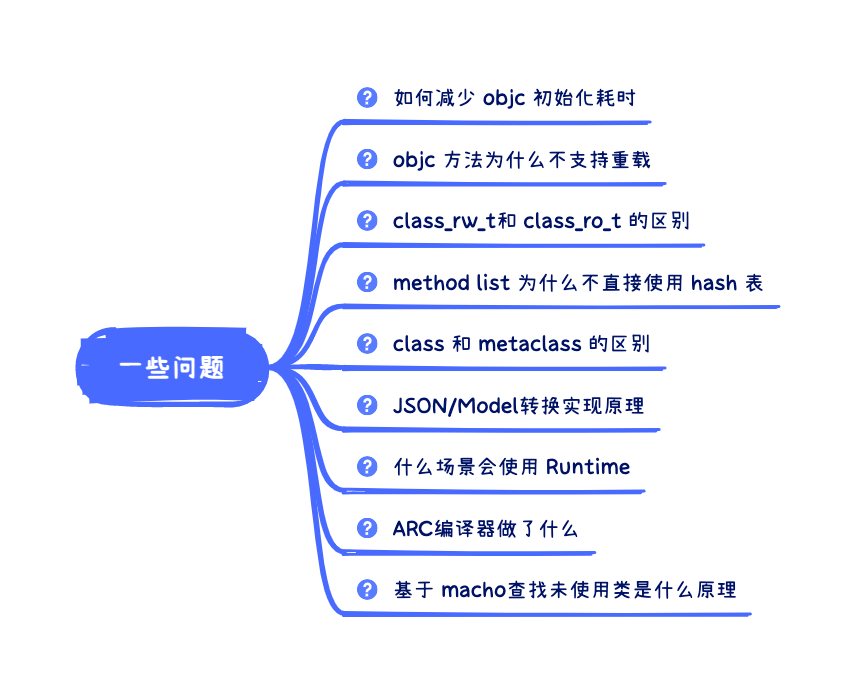 如何减少 objc 初始化耗时
objc 方法为什么不支持重载
class_rw_t和 class_ro_t 的区别
method list 为什么不直接使用 hash 表
一些问题
class 和 metaclass 的区别
JSON/Model转换实现原理
什么场景会使用 Runtime
ARC编译器做了什么
基于 macho查找未使用类是什么原理